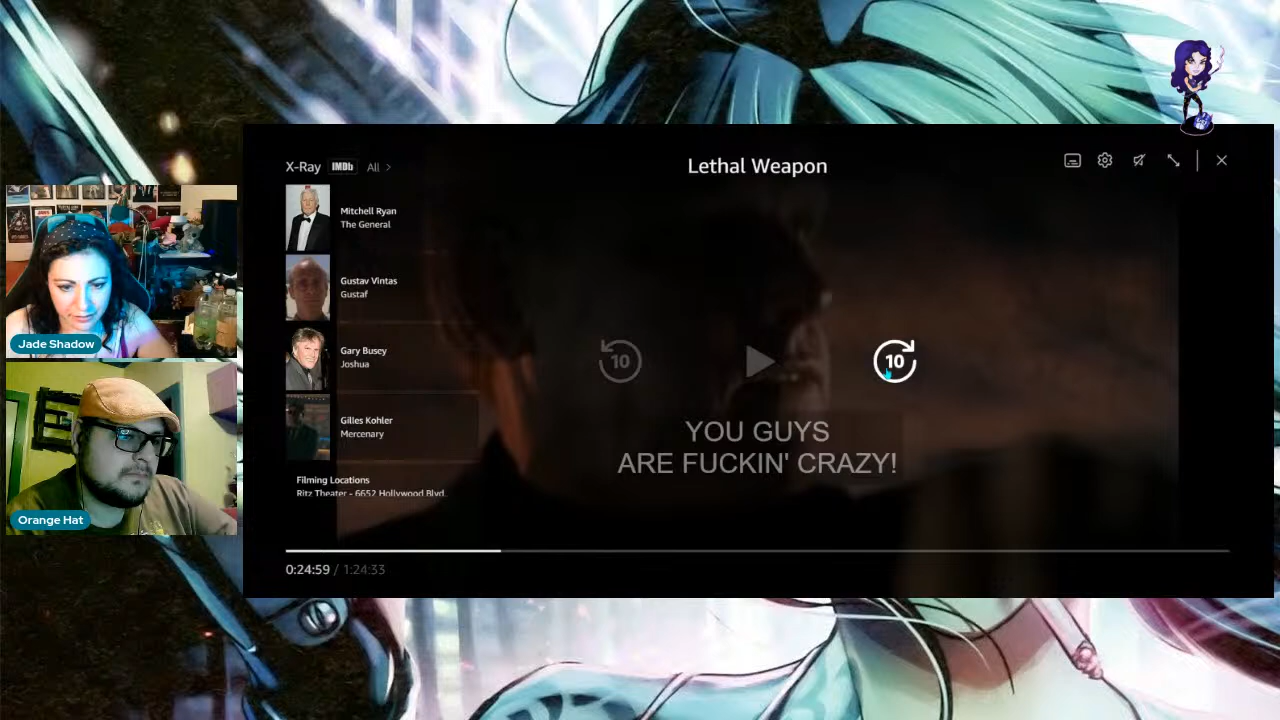 X-Ray IMDb All >
Lethal Weapon
Mitchell Ryan
The General
Gustav Vintas
Gustaf
Gary Busey
Joshua
Gilles Kohler
Mercenary
Filming Locations
Ritz Theater - 6652 Hollywood Blvd.
10
10
YOU GUYS
ARE FUCKIN' CRAZY!
0:24:59 / 1:24:33
Jade Shadow
Orange Hat